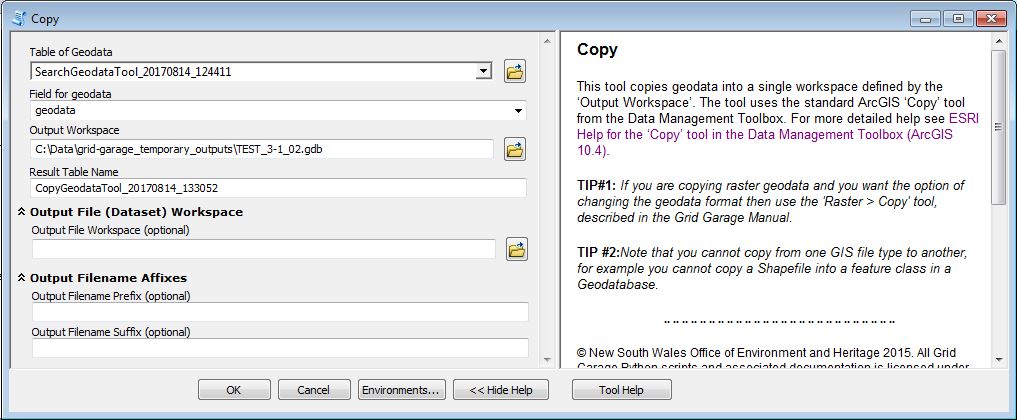 Copy
Table of Geodata
SearchGeodataTool_20170814_124411
Field for geodata
geodata
Output Workspace
C:\Data\grid-garage_temporary_outputs\TEST_3-1_02.gdb
Result Table Name
CopyGeodataTool_20170814_133052
Output File (Dataset) Workspace
Output File Workspace (optional)
Output Filename Affixes
Output Filename Prefix (optional)
Output Filename Suffix (optional)
Copy
This tool copies geodata into a single workspace defined by the
'Output Workspace'. The tool uses the standard ArcGIS 'Copy' tool
from the Data Management Toolbox. For more detailed help see ESRI
Help for the 'Copy' tool in the Data Management Toolbox (ArcGIS
10.4).
TIP#1: If you are copying raster geodata and you want the option of
changing the geodata format then use the 'Raster > Copy' tool,
described in the Grid Garage Manual.
TIP #2:Note that you cannot copy from one GIS file type to another,
for example you cannot copy a Shapefile into a feature class in a
Geodatabase.
© New South Wales Office of Environment and Heritage 2015. All Grid
Garage Python scripts and associated documentation is licensed under
OK
Cancel
Environments...
<< Hide Help
Tool Help